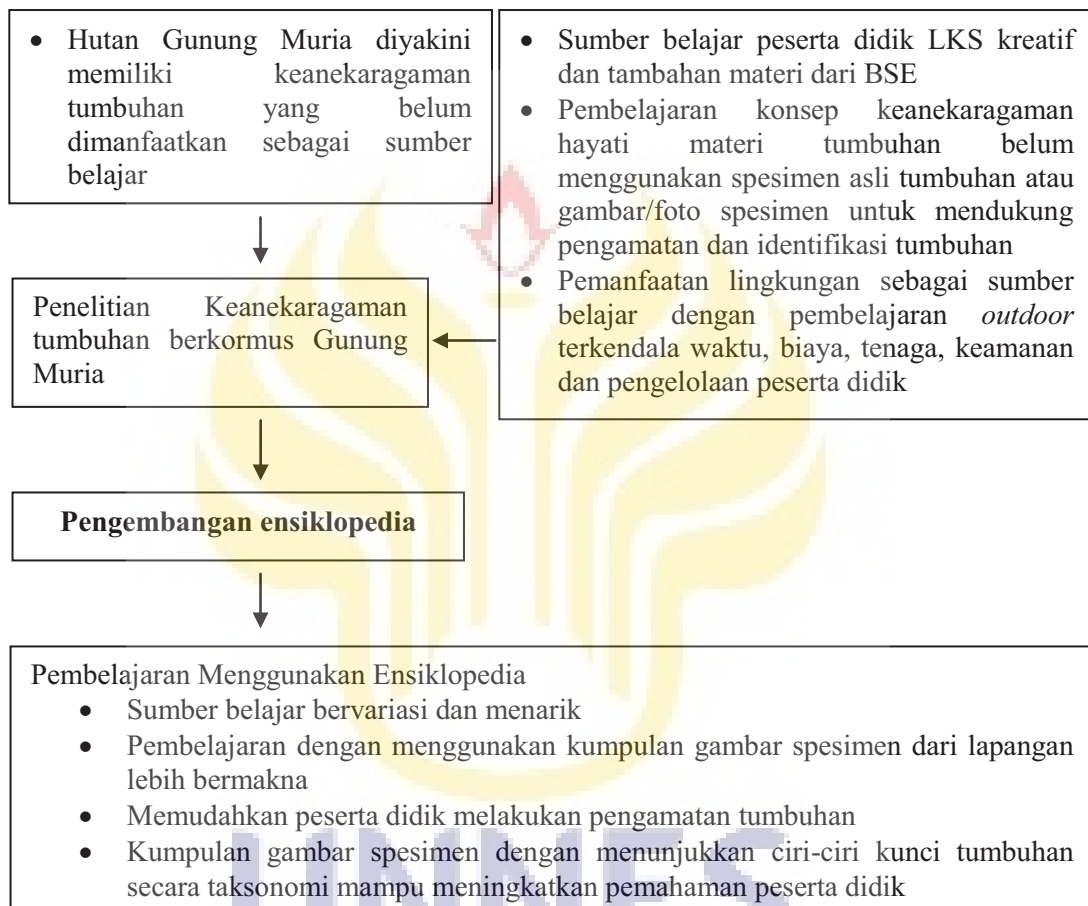 • Hutan Gunung Muria diyakini
memiliki keanekaragaman
tumbuhan yang belum
dimanfaatkan sebagai sumber
belajar
• Sumber belajar peserta didik LKS kreatif
dan tambahan materi dari BSE
• Pembelajaran konsep keanekaragaman
hayati materi tumbuhan belum
menggunakan spesimen asli tumbuhan atau
gambar/foto spesimen untuk mendukung
pengamatan dan identifikasi tumbuhan
• Pemanfaatan lingkungan sebagai sumber
belajar dengan pembelajaran outdoor
terkendala waktu, biaya, tenaga, keamanan
dan pengelolaan peserta didik
Penelitian Keanekaragaman
tumbuhan berkormus Gunung
Muria
Pengembangan ensiklopedia
Pembelajaran Menggunakan Ensiklopedia
• Sumber belajar bervariasi dan menarik
• Pembelajaran dengan menggunakan kumpulan gambar spesimen dari lapangan
lebih bermakna
• Memudahkan peserta didik melakukan pengamatan tumbuhan
• Kumpulan gambar spesimen dengan menunjukkan ciri-ciri kunci tumbuhan
secara taksonomi mampu meningkatkan pemahaman peserta didik
UNNES